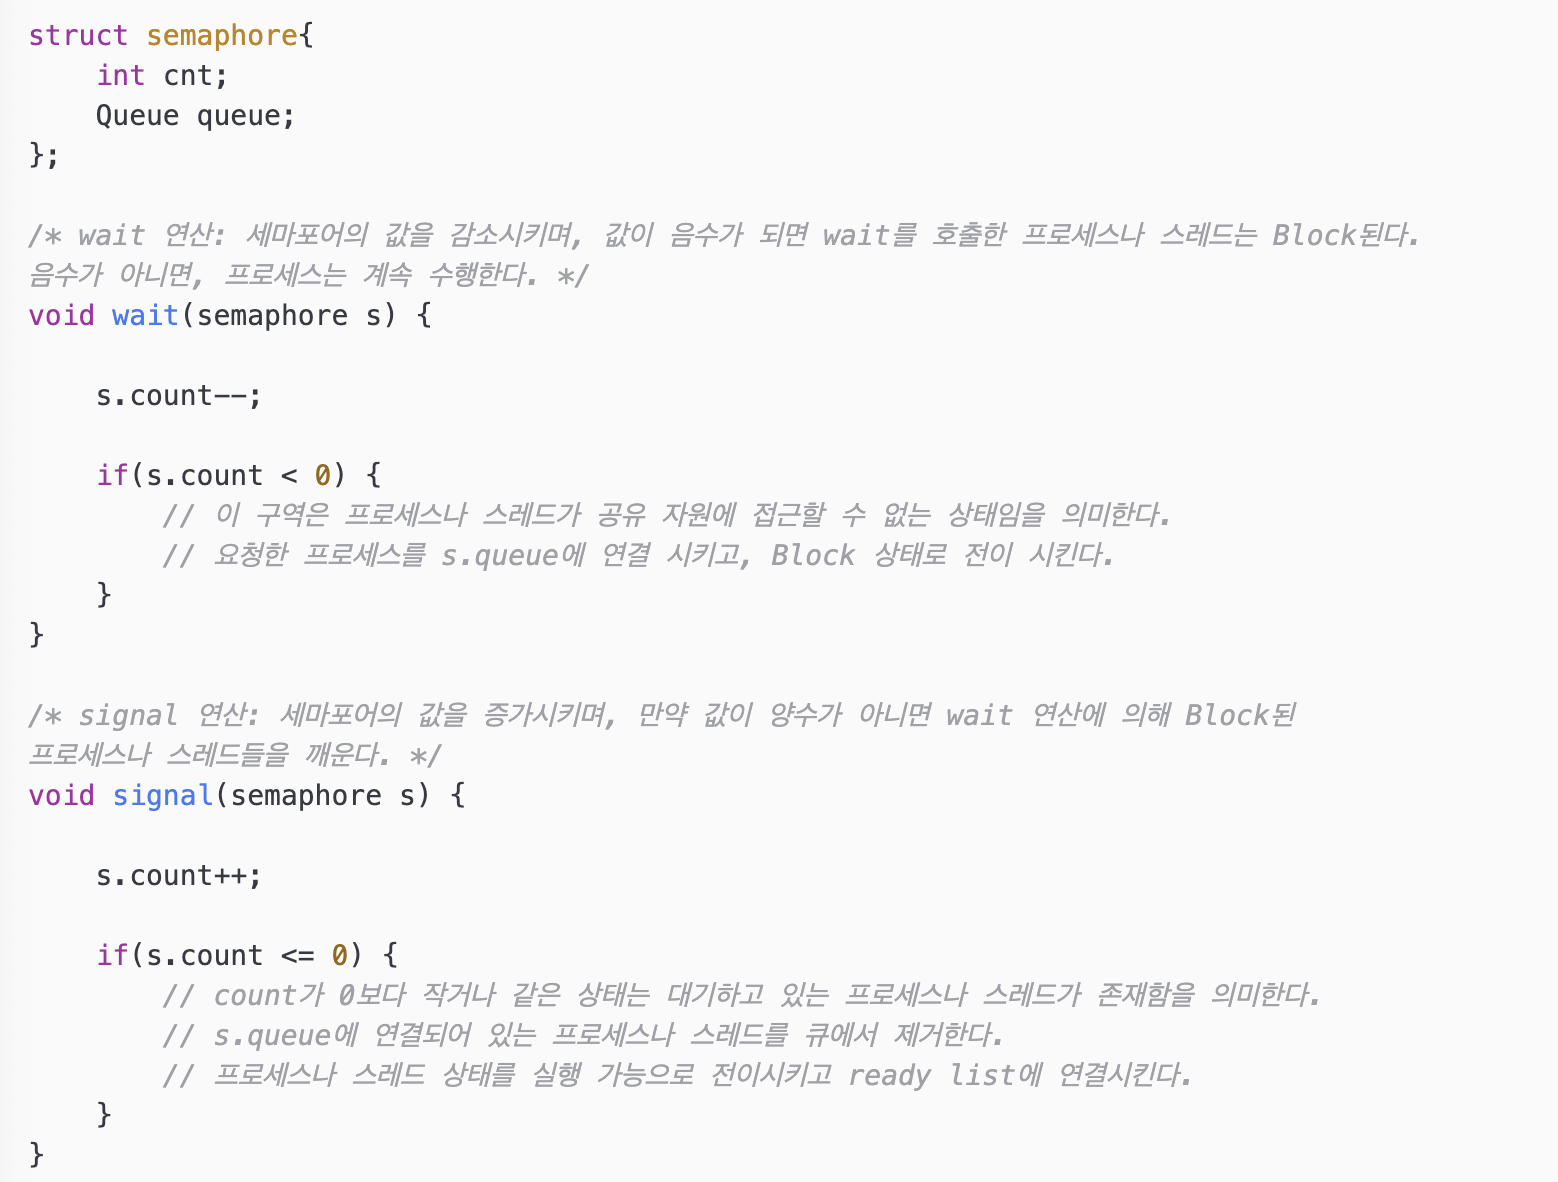 struct semaphore{
    int cnt;
    Queue queue;
};
/* wait 연산: 세마포어의 값을 감소시키며, 값이 음수가 되면 wait를 호출한 프로세스나 스레드는 Block된다.
음수가 아니면, 프로세스는 계속 수행한다. */
void wait(semaphore s) {
    s.count--;
    if(s.count < 0) {
        // 이 구역은 프로세스나 스레드가 공유 자원에 접근할 수 없는 상태임을 의미한다.
        // 요청한 프로세스를 s.queue에 연결 시키고, Block 상태로 전이 시킨다.
    }
}
/* signal 연산: 세마포어의 값을 증가시키며, 만약 값이 양수가 아니면 wait 연산에 의해 Block된
프로세스나 스레드들을 깨운다. */
void signal(semaphore s) {
    s.count++;
    if(s.count <= 0) {
        // count가 0보다 작거나 같은 상태는 대기하고 있는 프로세스나 스레드가 존재함을 의미한다.
        // s.queue에 연결되어 있는 프로세스나 스레드를 큐에서 제거한다.
        // 프로세스나 스레드 상태를 실행 가능으로 전이시키고 ready list에 연결시킨다.
    }
}